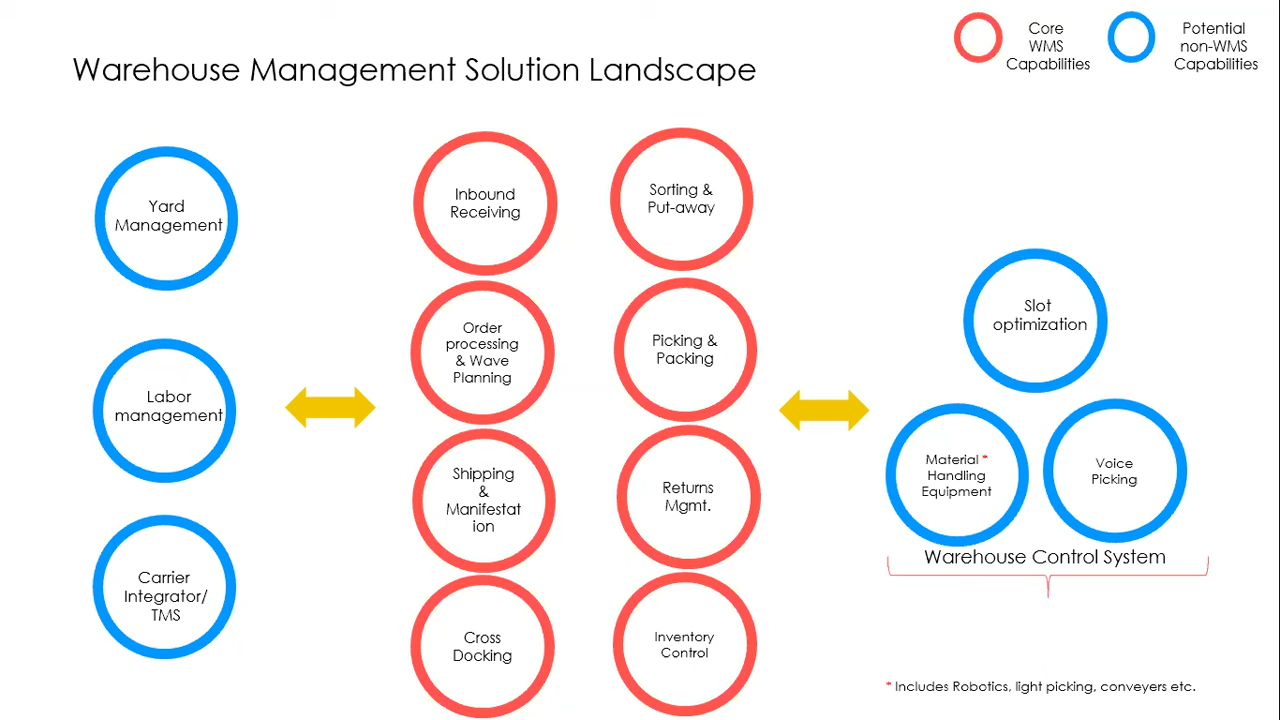 Warehouse Management Solution Landscape
Core
WMS
Capabilities
Potential
non-WMS
Capabilities
Yard
Management
Labor
management
Carrier
Integrator/
TMS
Inbound
Receiving
Sorting &
Put-away
Order
processing
& Wave
Planning
Picking &
Packing
Shipping
&
Manifestat
ion
Returns
Mgmt.
Cross
Docking
Inventory
Control
Slot
optimization
Material *
Handling
Equipment
Voice
Picking
Warehouse Control System
* Includes Robotics, light picking, conveyers etc.